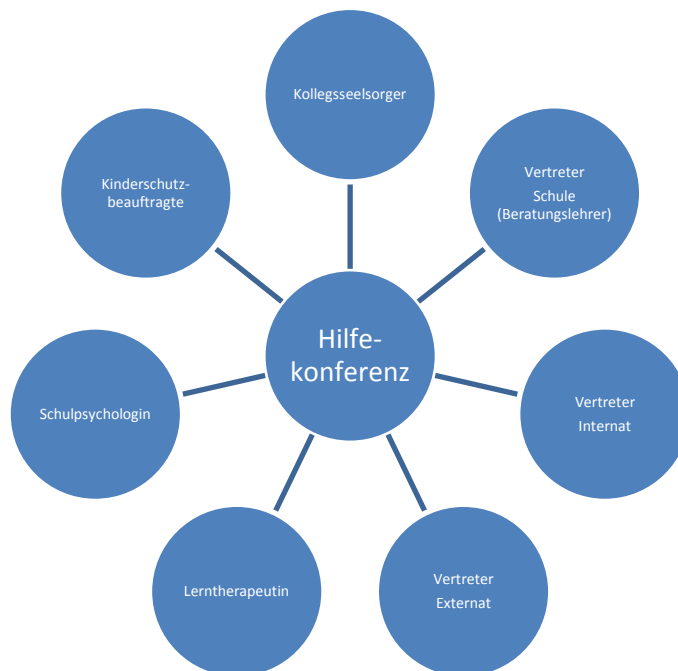 Kollegsseelsorger
Kinderschutz-
beauftragte
Vertreter
Schule
(Beratungslehrer)
Hilfe-
konferenz
Schulpsychologin
Vertreter
Internat
Lerntherapeutin
Vertreter
Externat